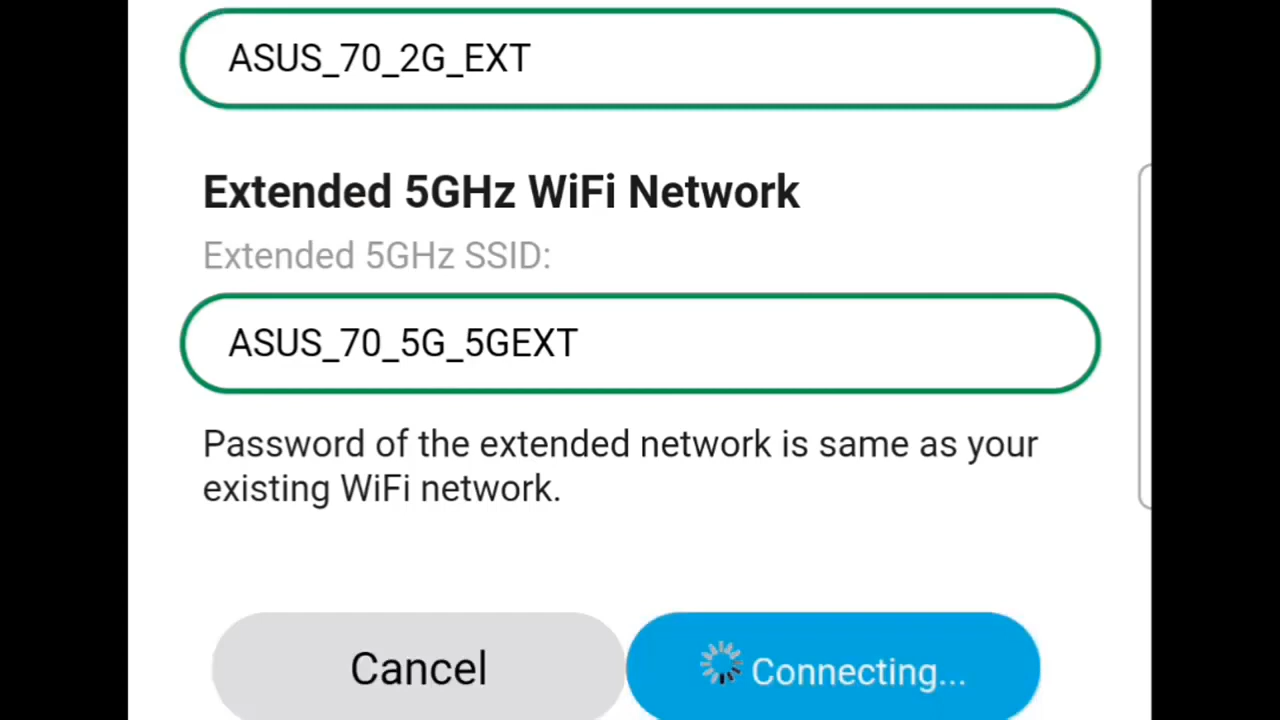 ASUS_70_2G_EXT
Extended 5GHz WiFi Network
Extended 5GHz SSID:
ASUS_70_5G_5GEXT
Password of the extended network is same as your
existing WiFi network.
Cancel
Connecting...